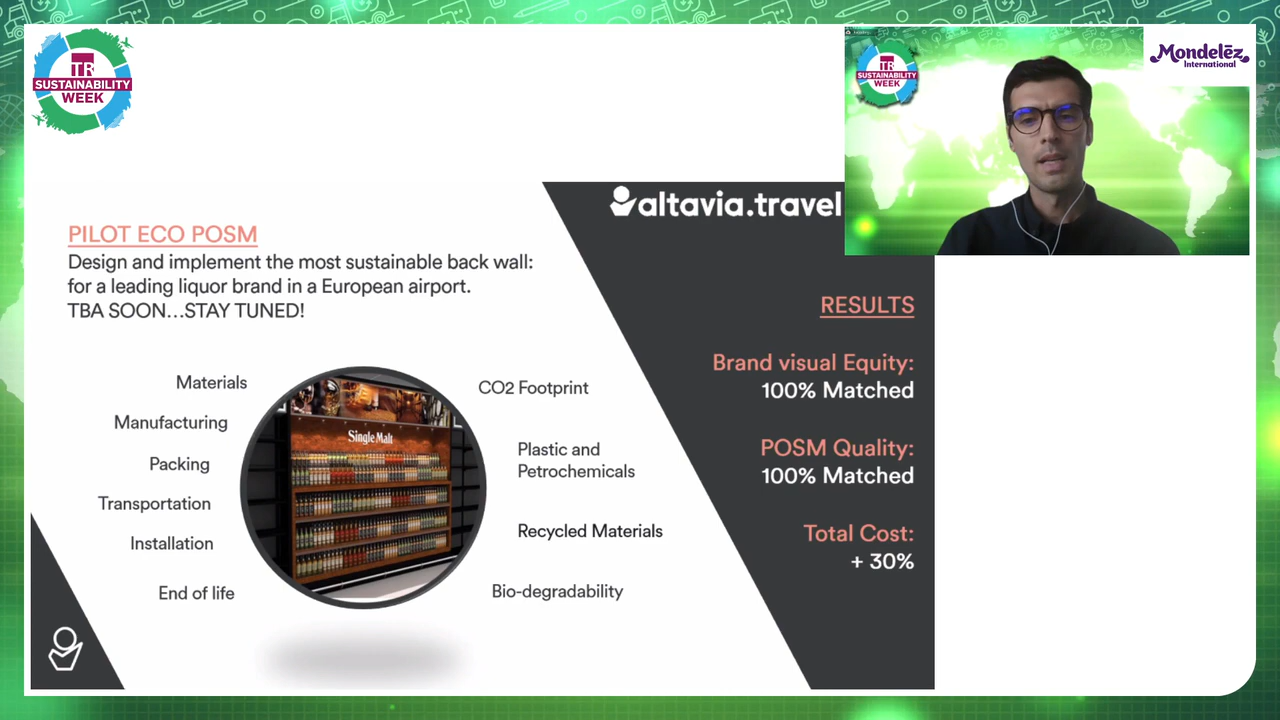 TR
SUSTAINABILITY
WEEK
altavia.travel
PILOT ECO POSM
Design and implement the most sustainable back wall:
for a leading liquor brand in a European airport.
TBA SOON...STAY TUNED!
Materials
Manufacturing
Packing
Transportation
Installation
End of life
Single Malt
CO2 Footprint
Plastic and
Petrochemicals
Recycled Materials
Bio-degradability
RESULTS
Brand visual Equity:
100% Matched
POSM Quality:
100% Matched
Total Cost:
+ 30%
TR
SUSTAINABILITY
WEEK
Mondelēz
International